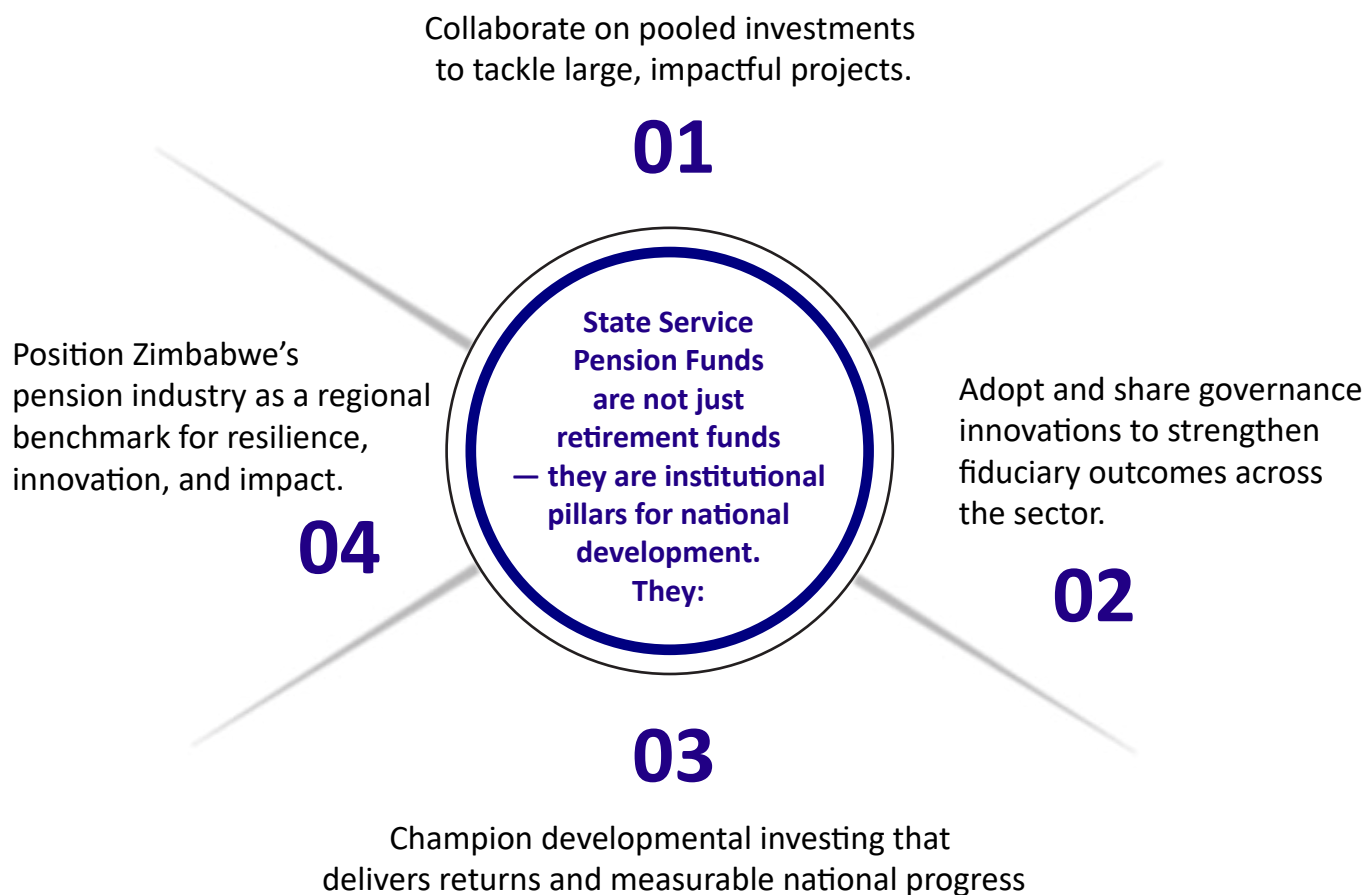 Collaborate on pooled investments
to tackle large, impactful projects.
01
State Service
Pension Funds
are not just
retirement funds
— they are institutional
pillars for national
development.
They:
Adopt and share governance
innovations to strengthen
fiduciary outcomes across
the sector.
02
03
Champion developmental investing that
delivers returns and measurable national progress
Position Zimbabwe’s
pension industry as a regional
benchmark for resilience,
innovation, and impact.
04